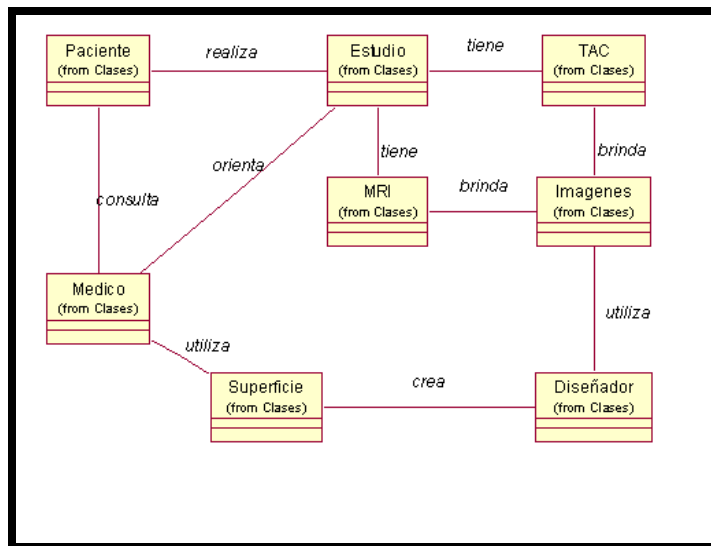 Paciente
(from Clases)
realiza
Estudio
(from Clases)
tiene
TAC
(from Clases)
consulta
orienta
tiene
brinda
MRI
(from Clases)
brinda
Imagenes
(from Clases)
Medico
(from Clases)
utiliza
utiliza
Superficie
(from Clases)
crea
Diseñador
(from Clases)